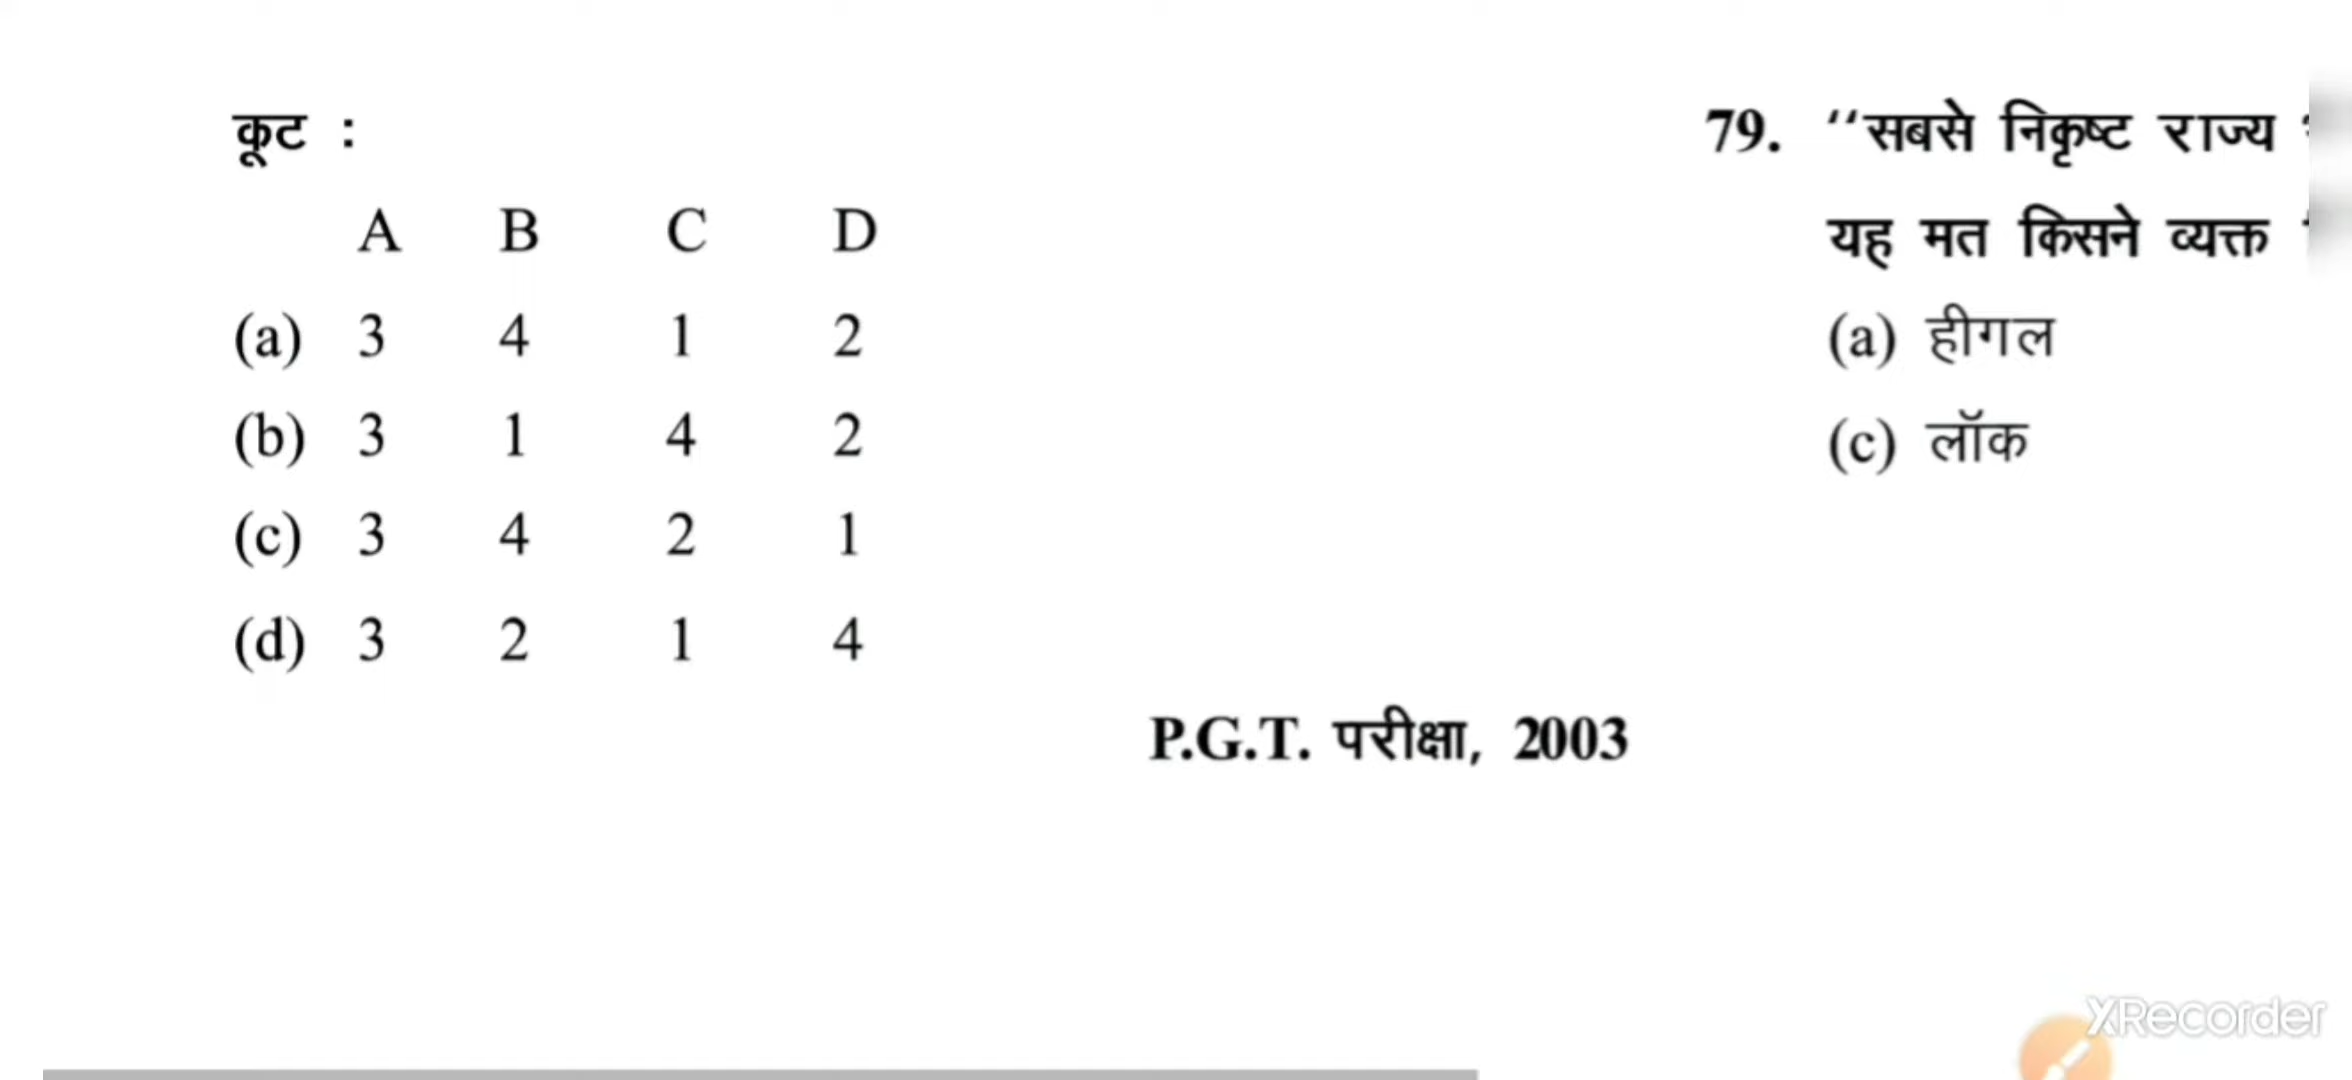 कूट :
A B C D
(a) 3 4 1 2
(b) 3 1 4 2
(c) 3 4 2 1
(d) 3 2 1 4
P.G.T. परीक्षा, 2003
79. ‘‘सबसे निकृष्ट राज्य
यह मत किसने व्यक्त
(a) हीगल
(c) लॉक
XRecorder